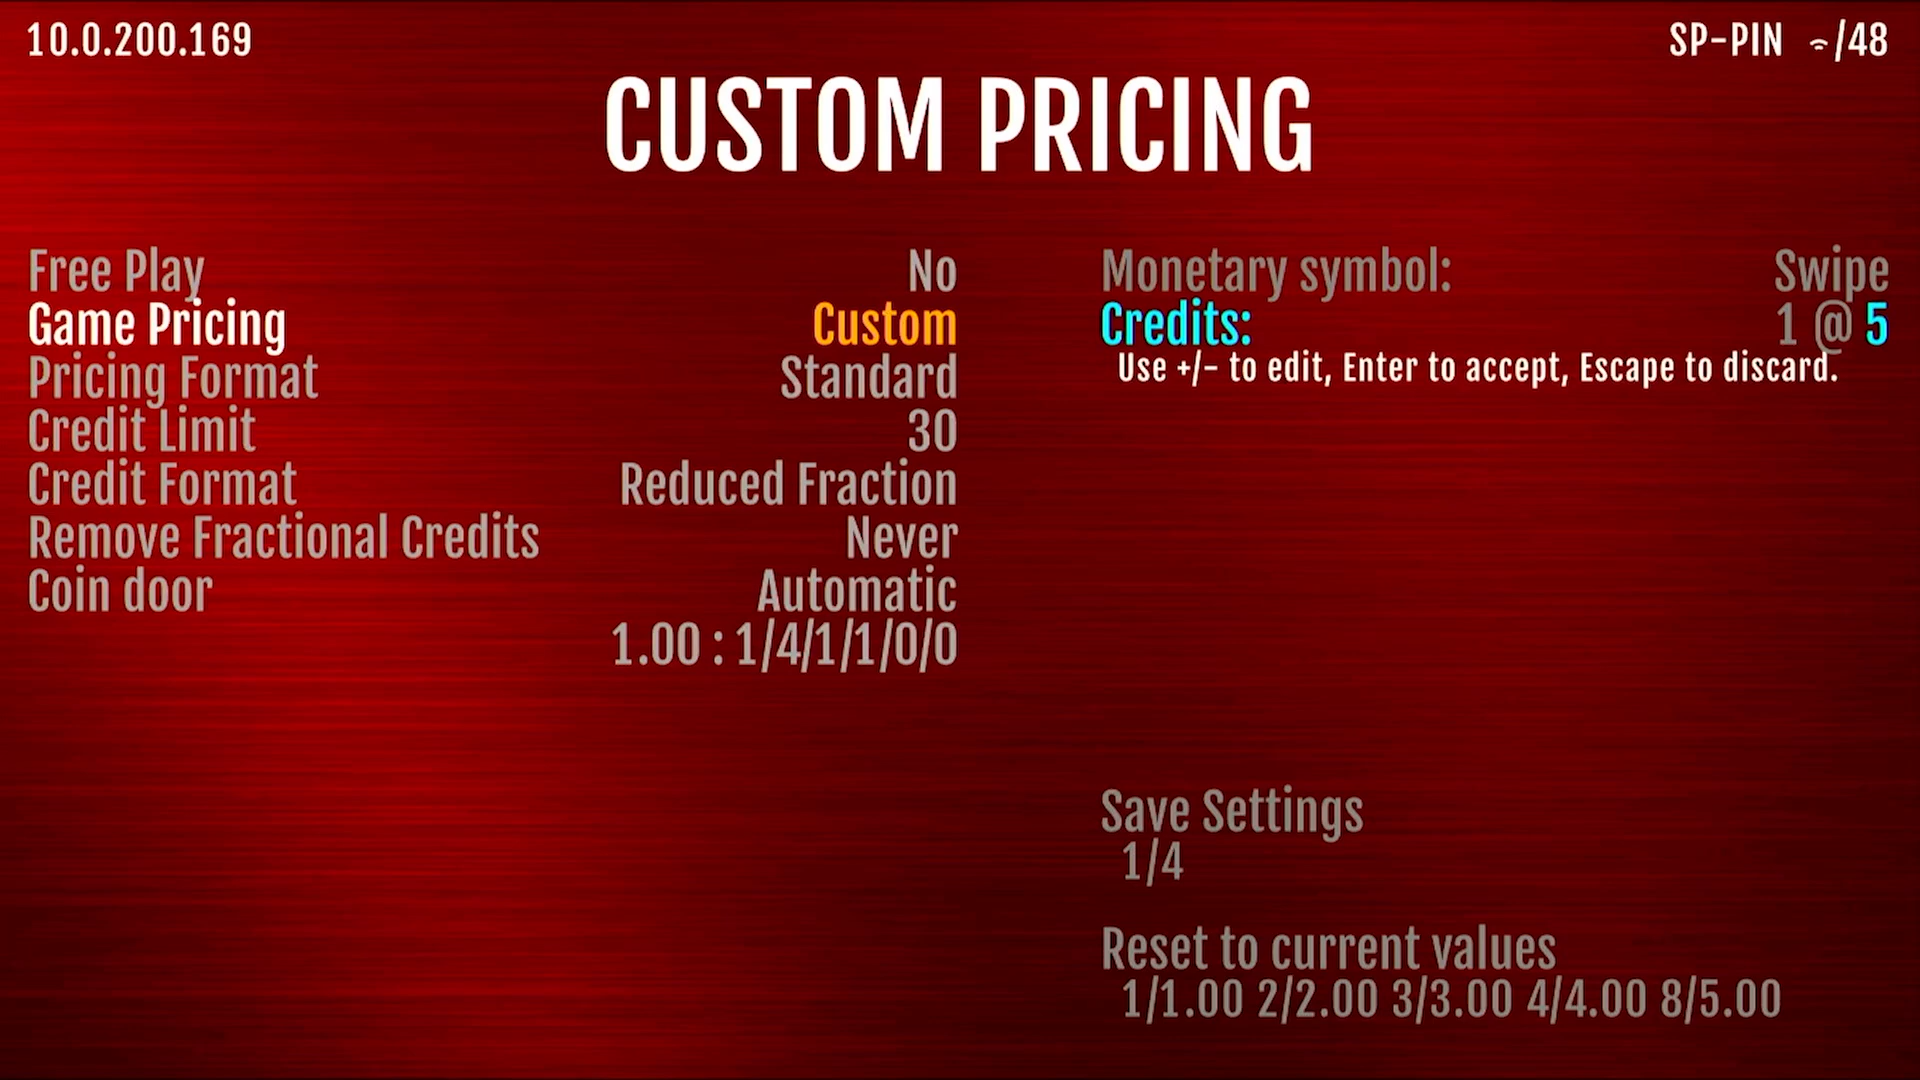 10.0.200.169
SP-PIN /48
CUSTOM PRICING
Free Play No
Game Pricing Custom
Pricing Format Standard
Credit Limit 30
Credit Format Reduced Fraction
Remove Fractional Credits Never
Coin door Automatic
1.00 : 1/4/1/1/0/0
Monetary symbol: Swipe
Credits: 1 @ 5
Use +/- to edit, Enter to accept, Escape to discard.
Save Settings
1/4
Reset to current values
1/1.00 2/2.00 3/3.00 4/4.00 8/5.00